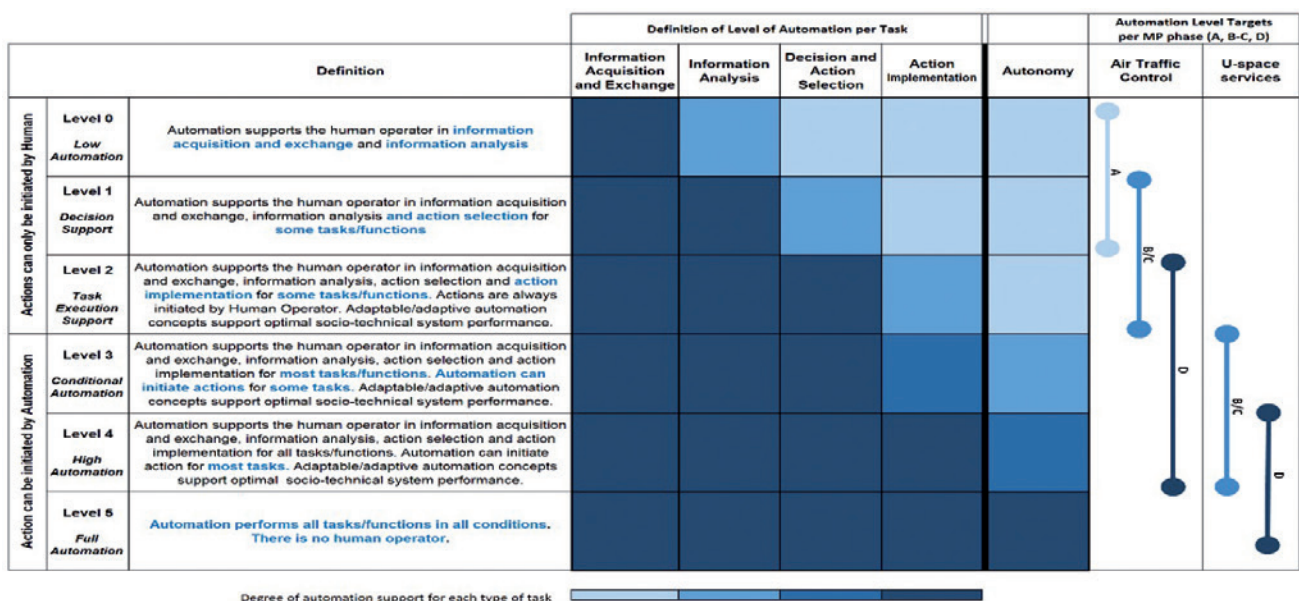 Definition of Level of Automation per Task
Automation Level Targets
per MP phase (A, B-C, D)
Definition
Information
Acquisition
and Exchange
Information
Analysis
Decision and
Action
Selection
Action
Implementation
Autonomy
Air Traffic
Control
U-space
services
Actions can only be initiated by Human
Level 0
Low
Automation
Automation supports the human operator in information
acquisition and exchange and information analysis
A
Level 1
Decision
Support
Automation supports the human operator in information acquisition
and exchange, information analysis and action selection for
some tasks/functions
B/C
Level 2
Task
Execution
Support
Automation supports the human operator in information acquisition
and exchange, information analysis, action selection and action
implementation for some tasks/functions. Actions are always
initiated by Human Operator. Adaptable/adaptive automation
concepts support optimal socio-technical system performance.
D
Action can be initiated by Automation
Level 3
Conditional
Automation
Automation supports the human operator in information acquisition
and exchange, information analysis, action selection and action
implementation for most tasks/functions. Automation can
initiate actions for some tasks. Adaptable/adaptive automation
concepts support optimal socio-technical system performance.
B/C
Level 4
High
Automation
Automation supports the human operator in information acquisition
and exchange, information analysis, action selection and action
implementation for all tasks/functions. Automation can initiate
action for most tasks. Adaptable/adaptive automation concepts
support optimal socio-technical system performance.
D
Level 5
Full
Automation
Automation performs all tasks/functions in all conditions.
There is no human operator.
Degree of automation support for each type of task